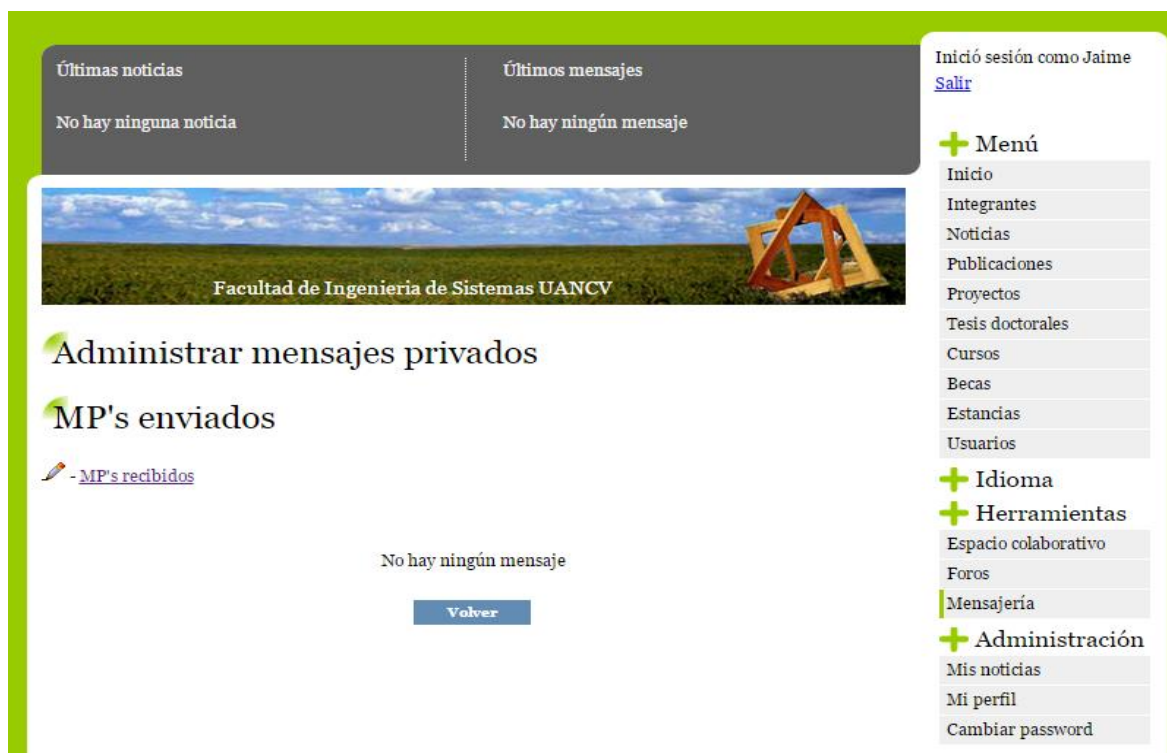 Últimas noticias
No hay ninguna noticia
Últimos mensajes
No hay ningún mensaje
Inició sesión como Jaime
Salir
Facultad de Ingenieria de Sistemas UANCV
Administrar mensajes privados
MP's enviados
- MP's recibidos
No hay ningún mensaje
Volver
Menú
Inicio
Integrantes
Noticias
Publicaciones
Proyectos
Tesis doctorales
Cursos
Becas
Estancias
Usuarios
Idioma
Herramientas
Espacio colaborativo
Foros
Mensajería
Administración
Mis noticias
Mi perfil
Cambiar password